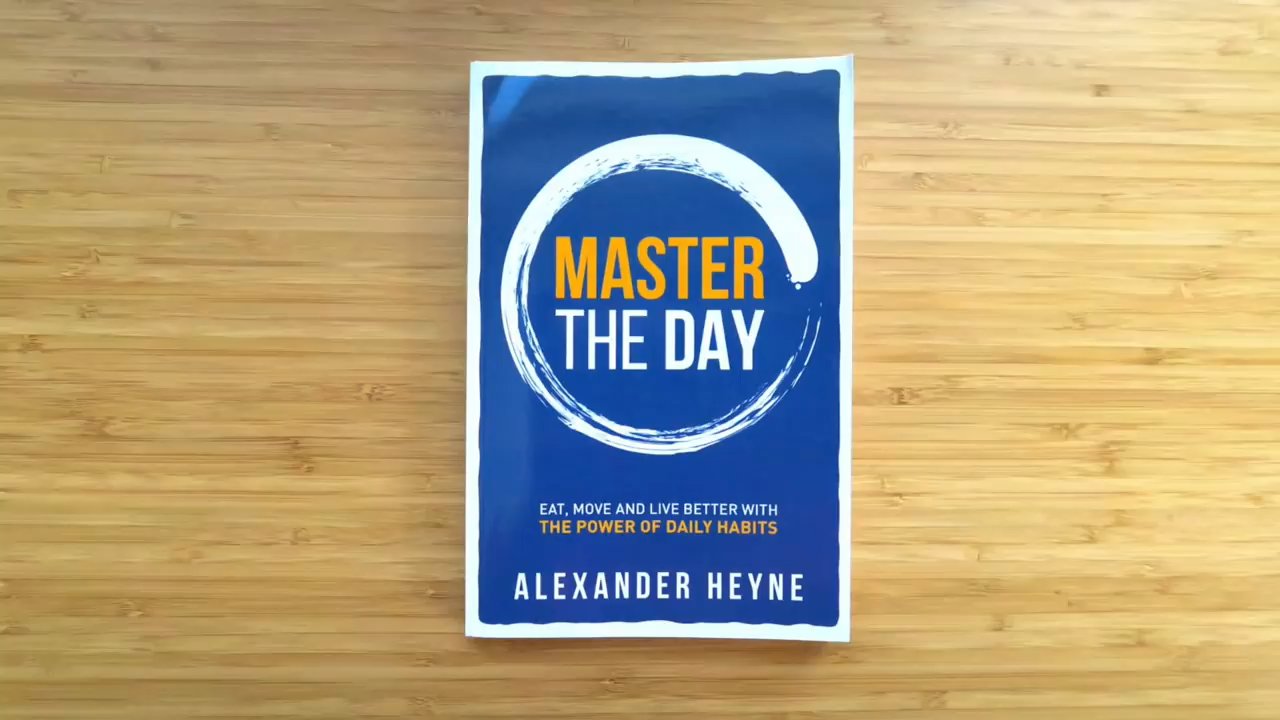 MASTER
THE DAY
EAT, MOVE AND LIVE BETTER WITH
THE POWER OF DAILY HABITS
ALEXANDER HEYNE